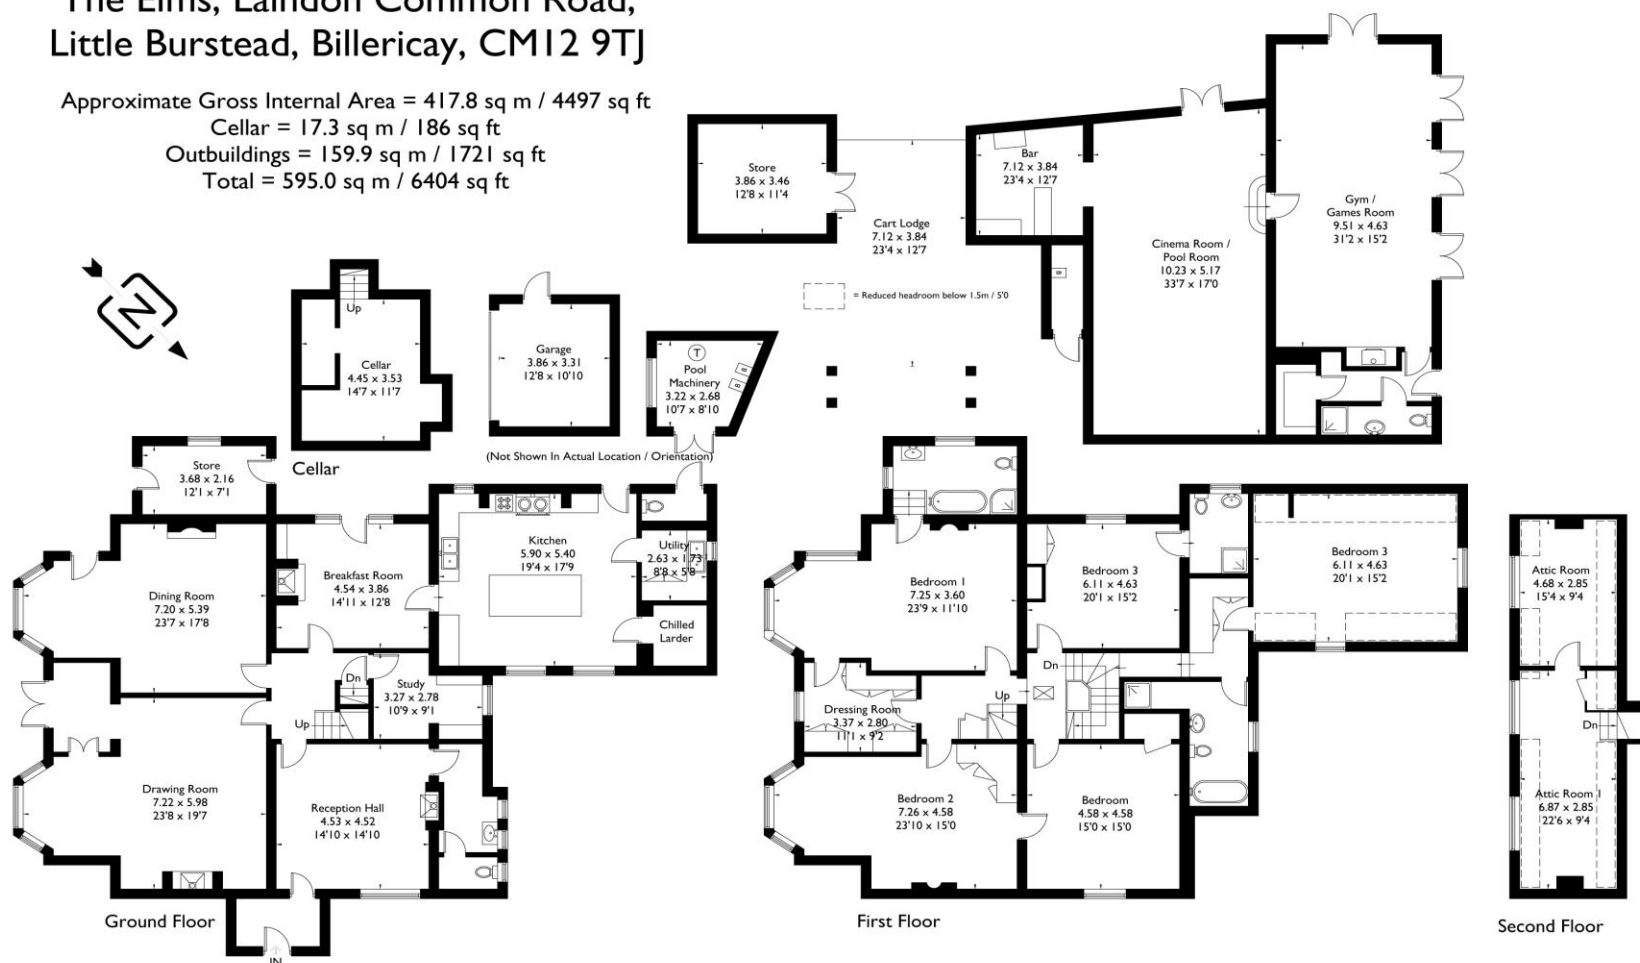 The Elms, Laindon Common Road,
Little Burstead, Billericay, CM12 9TJ
Approximate Gross Internal Area = 417.8 sq m / 4497 sq ft
Cellar = 17.3 sq m / 186 sq ft
Outbuildings = 159.9 sq m / 1721 sq ft
Total = 595.0 sq m / 6404 sq ft
N
Store
3.86 x 3.46
12'8 x 11'4
Cart Lodge
7.12 x 3.84
23'4 x 12'7
Bar
7.12 x 3.84
23'4 x 12'7
Cinema Room /
Pool Room
10.23 x 5.17
33'7 x 17'0
Gym /
Games Room
9.51 x 4.63
31'2 x 15'2
B
= Reduced headroom below 1.5m / 5'0
Up
Cellar
4.45 x 3.53
14'7 x 11'7
Cellar
Garage
3.86 x 3.31
12'8 x 10'10
T
Pool
Machinery
3.22 x 2.68
10'7 x 8'10
B
B
(Not Shown In Actual Location / Orientation)
Store
3.68 x 2.16
12'1 x 7'1
Dining Room
7.20 x 5.39
23'7 x 17'8
Breakfast Room
4.54 x 3.86
14'11 x 12'8
Kitchen
5.90 x 5.40
19'4 x 17'9
Utility
2.63 x 1.73
8'8 x 5'8
Chilled
Larder
Dn
Study
3.27 x 2.78
10'9 x 9'1
Up
Drawing Room
7.22 x 5.98
23'8 x 19'7
Reception Hall
4.53 x 4.52
14'10 x 14'10
Ground Floor
IN
Bedroom 1
7.25 x 3.60
23'9 x 11'10
Bedroom 3
6.11 x 4.63
20'1 x 15'2
Bedroom 3
6.11 x 4.63
20'1 x 15'2
Dn
Up
Dressing Room
3.37 x 2.80
11'1 x 9'2
Bedroom 2
7.26 x 4.58
23'10 x 15'0
Bedroom
4.58 x 4.58
15'0 x 15'0
First Floor
Attic Room
4.68 x 2.85
15'4 x 9'4
Dn
Attic Room 1
6.87 x 2.85
22'6 x 9'4
Second Floor